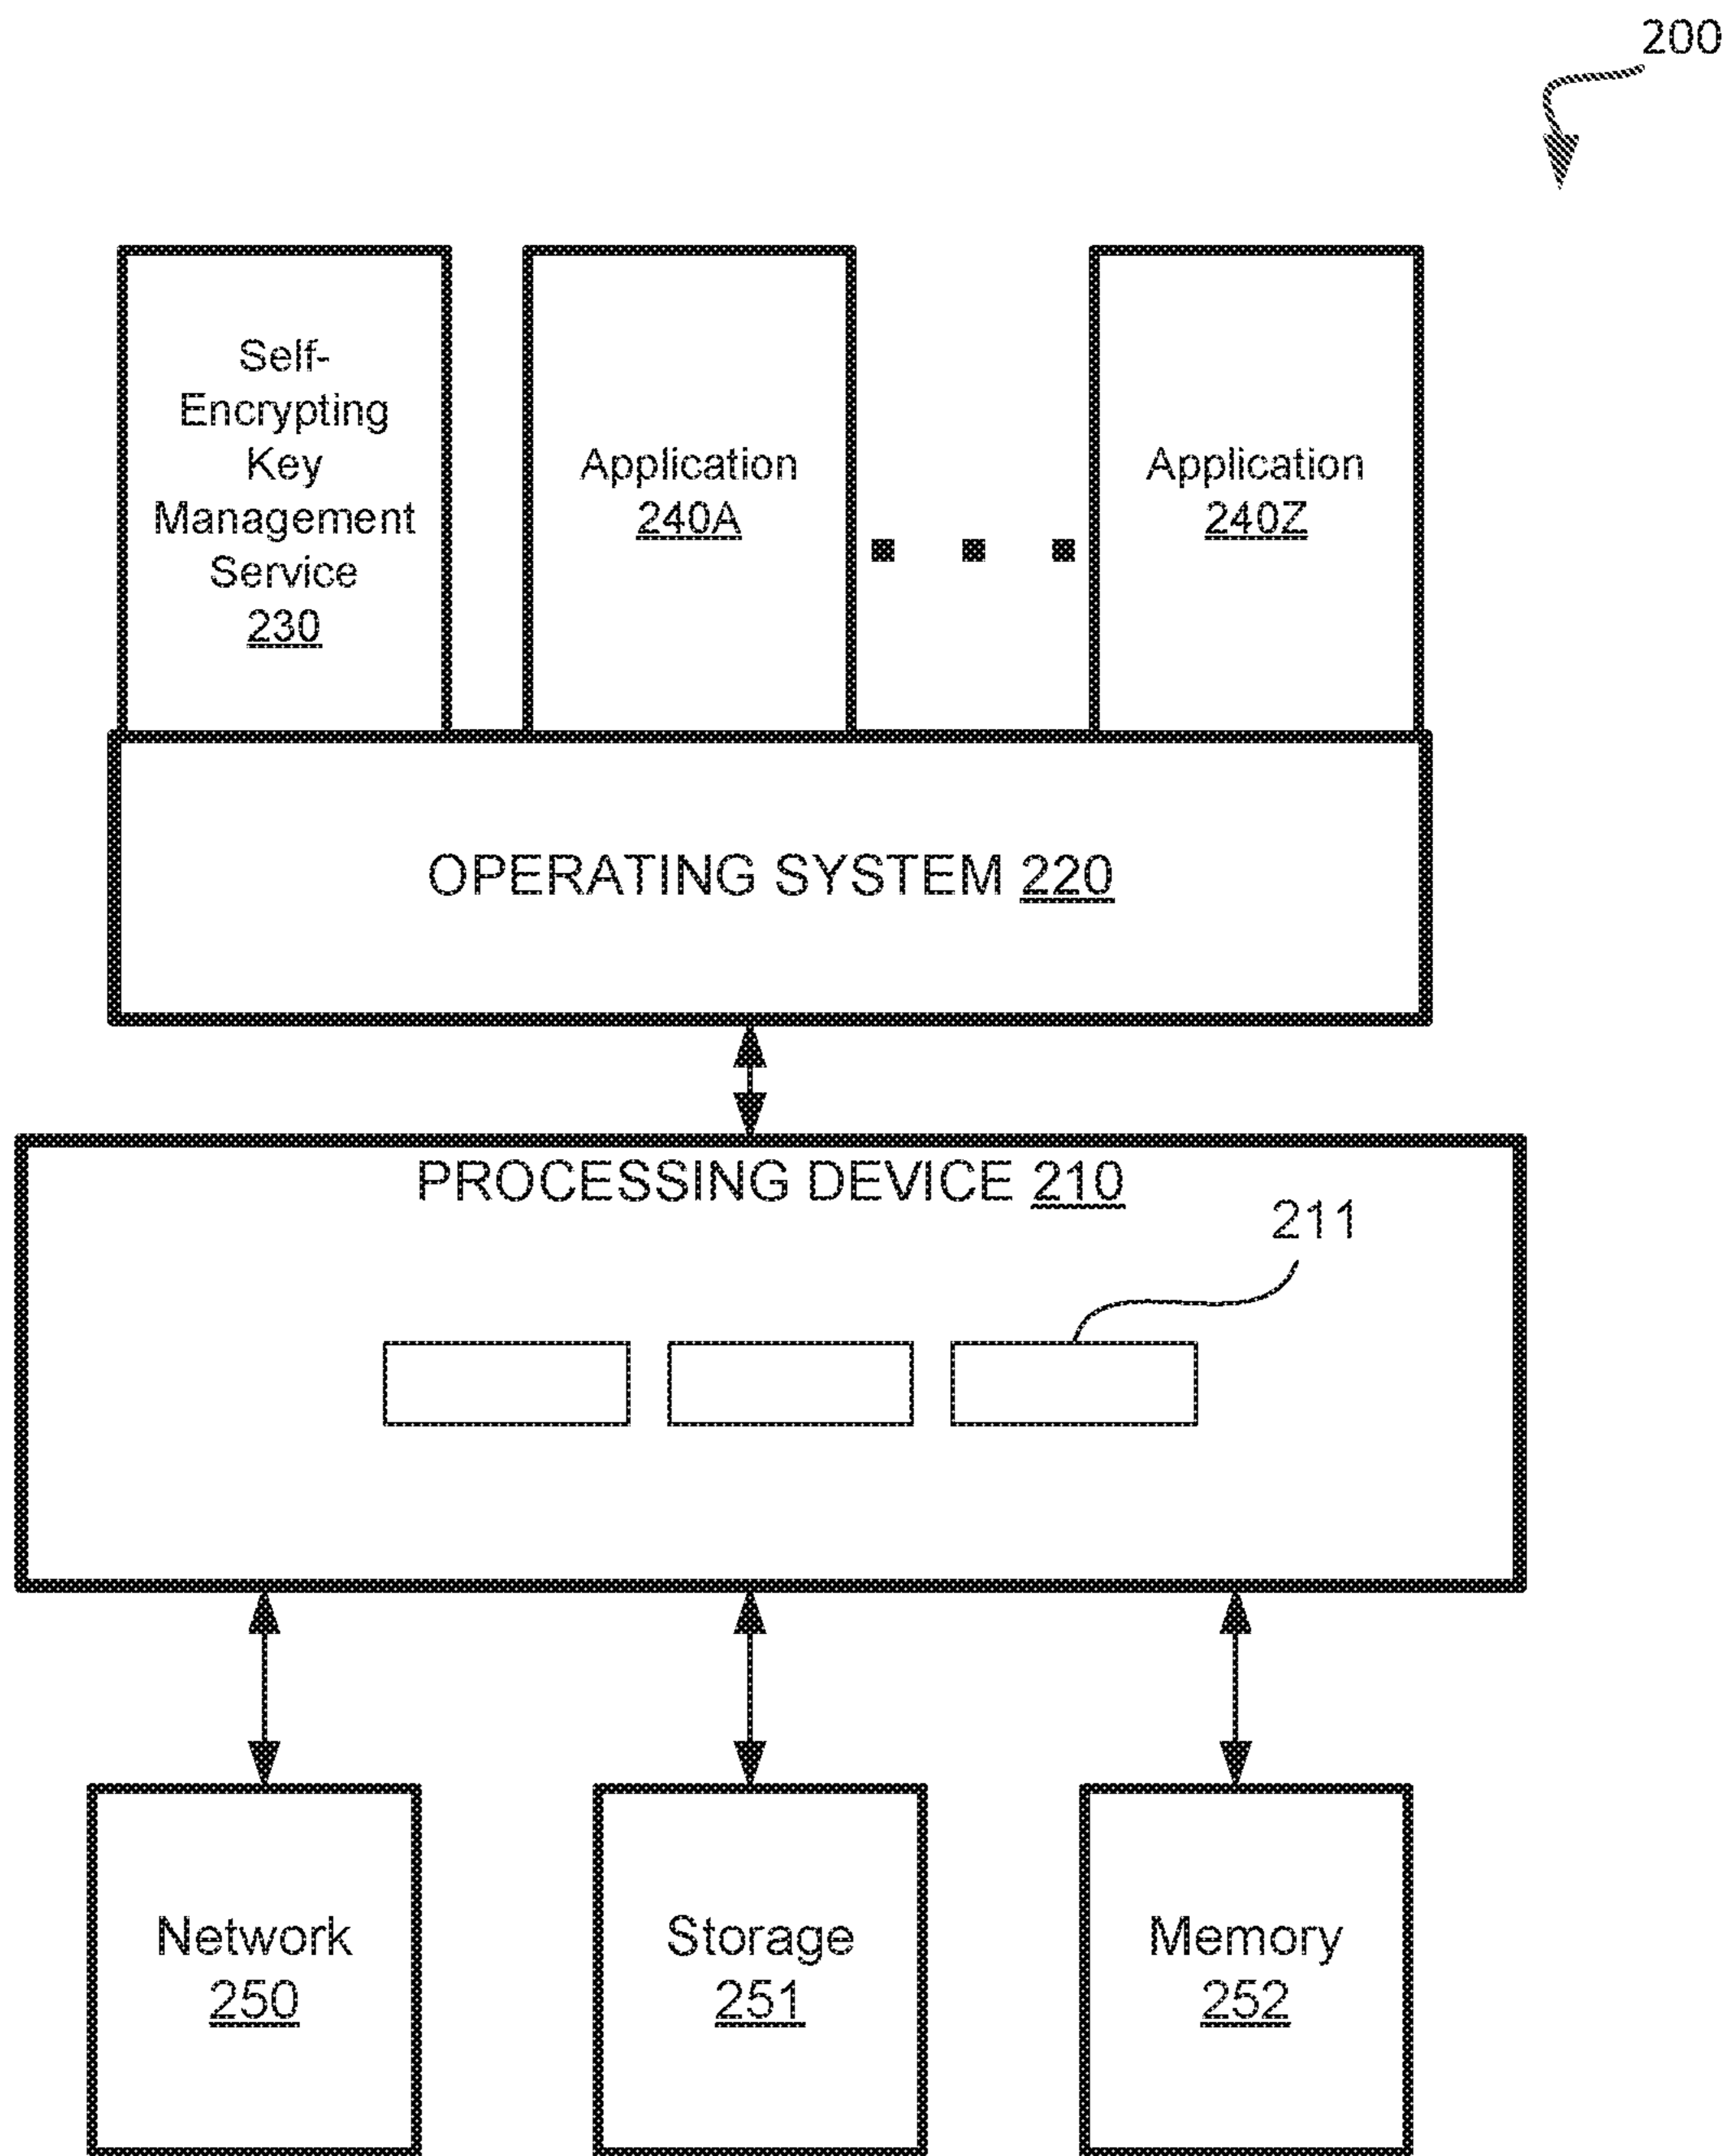 200
Self-
Encrypting
Key
Management
Service
230
Application
240A
Application
240Z
OPERATING SYSTEM 220
PROCESSING DEVICE 210
211
Network
250
Storage
251
Memory
252